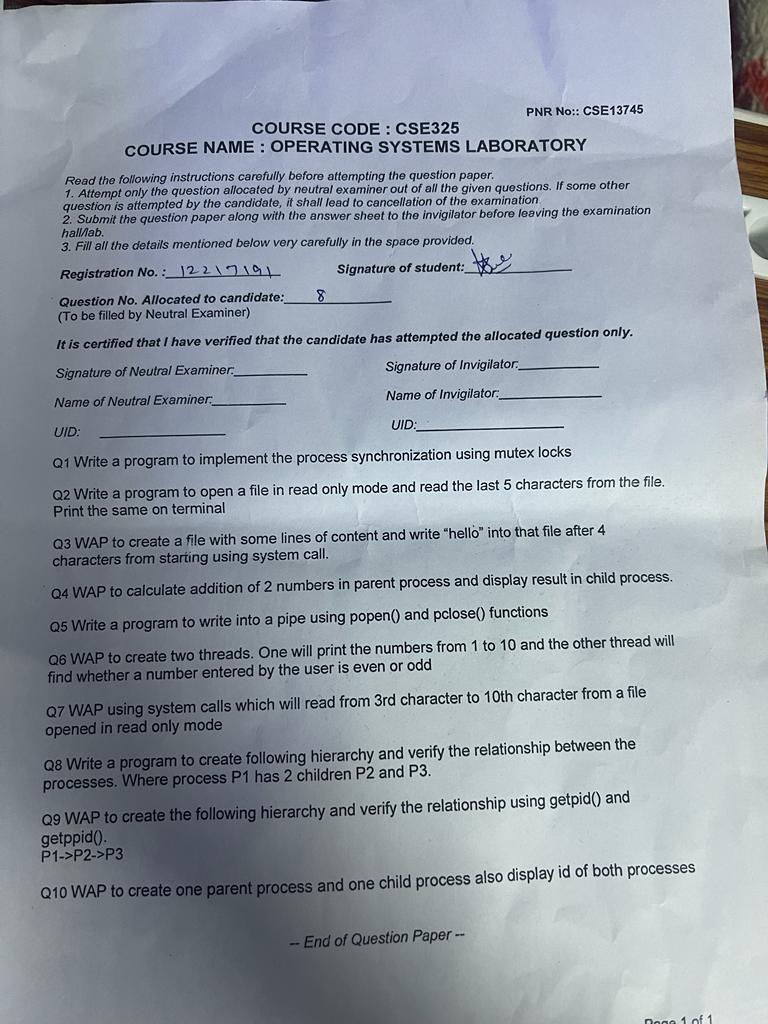 PNR No:: CSE13745
COURSE CODE : CSE325
COURSE NAME : OPERATING SYSTEMS LABORATORY
Read the following instructions carefully before attempting the question paper.
1. Attempt only the question allocated by neutral examiner out of all the given questions. If some other
question is attempted by the candidate, it shall lead to cancellation of the examination
2. Submit the question paper along with the answer sheet to the invigilator before leaving the examination
hall/lab.
3. Fill all the details mentioned below very carefully in the space provided.
Registration No. : 12217191 Signature of student:
Question No. Allocated to candidate: 8
(To be filled by Neutral Examiner)
It is certified that I have verified that the candidate has attempted the allocated question only.
Signature of Neutral Examiner: Signature of Invigilator:
Name of Neutral Examiner: Name of Invigilator:
UID: UID:
Q1 Write a program to implement the process synchronization using mutex locks
Q2 Write a program to open a file in read only mode and read the last 5 characters from the file.
Print the same on terminal
Q3 WAP to create a file with some lines of content and write “hello” into that file after 4
characters from starting using system call.
Q4 WAP to calculate addition of 2 numbers in parent process and display result in child process.
Q5 Write a program to write into a pipe using popen() and pclose() functions
Q6 WAP to create two threads. One will print the numbers from 1 to 10 and the other thread will
find whether a number entered by the user is even or odd
Q7 WAP using system calls which will read from 3rd character to 10th character from a file
opened in read only mode
Q8 Write a program to create following hierarchy and verify the relationship between the
processes. Where process P1 has 2 children P2 and P3.
Q9 WAP to create the following hierarchy and verify the relationship using getpid() and
getppid().
P1->P2->P3
Q10 WAP to create one parent process and one child process also display id of both processes
-- End of Question Paper --
Page 1 of 1